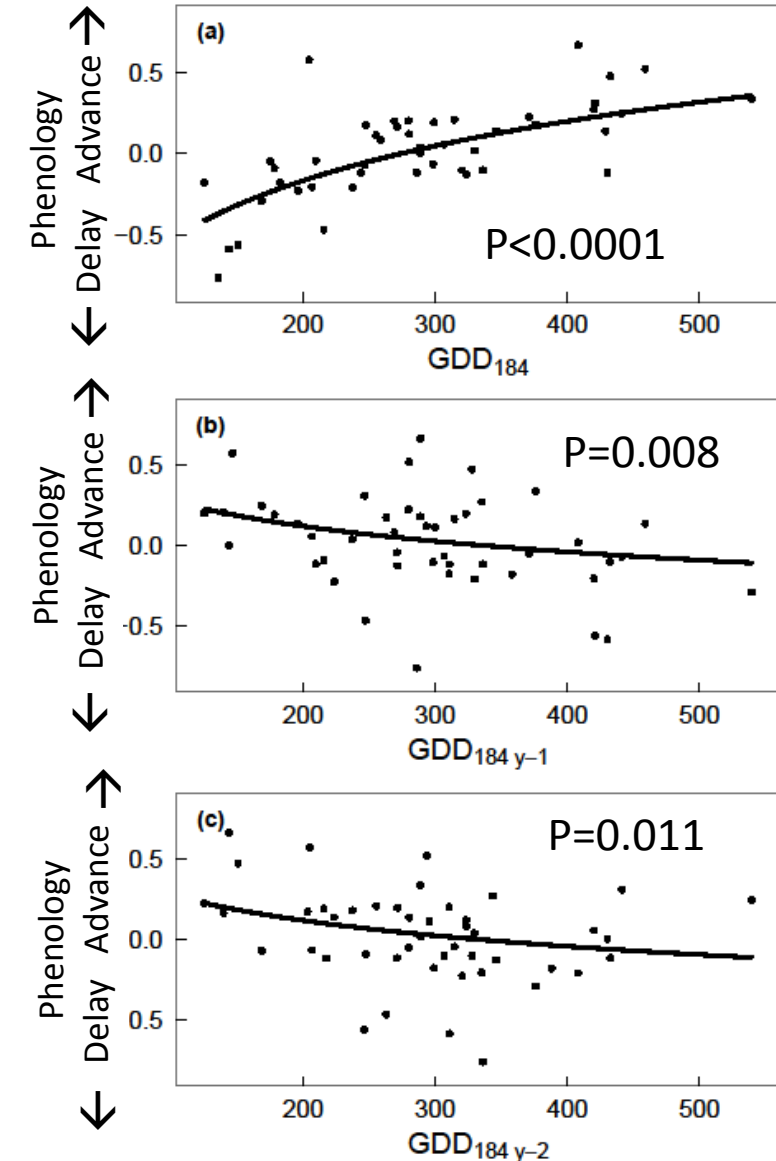 (a)
Phenology
← Delay Advance →
0.5
0.0
−0.5
P<0.0001
200 300 400 500
GDD184
(b)
Phenology
← Delay Advance →
0.5
0.0
-0.5
P=0.008
200 300 400 500
GDD184 y−1
(c)
Phenology
← Delay Advance →
0.5
0.0
0.5
P=0.011
200 300 400 500
GDD184 y−2